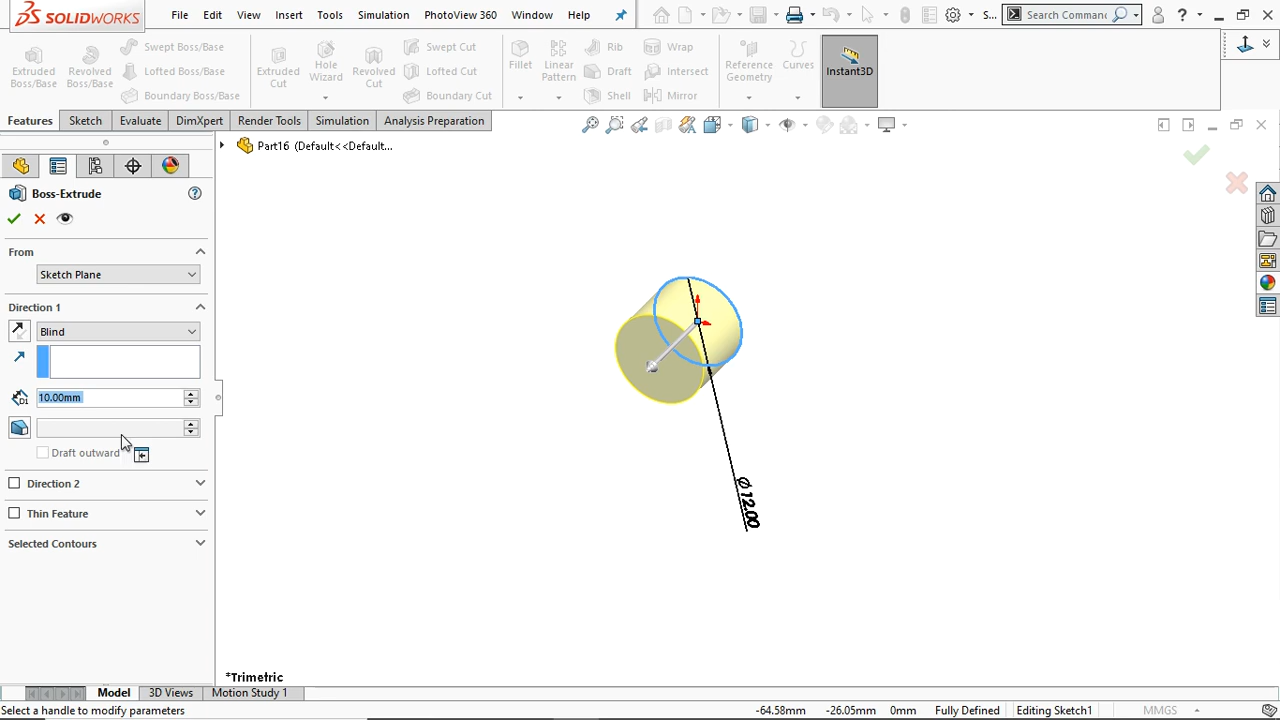 SOLIDWORKS File Edit View Insert Tools Simulation PhotoView 360 Window Help S... Search Comman ?
Extruded Boss/Base
Revolved Boss/Base
Swept Boss/Base
Lofted Boss/Base
Boundary Boss/Base
Extruded Cut
Hole Wizard
Revolved Cut
Swept Cut
Lofted Cut
Boundary Cut
Fillet
Linear Pattern
Rib
Draft
Shell
Wrap
Intersect
Mirror
Reference Geometry
Curves
Instant3D
Features Sketch Evaluate DimXpert Render Tools Simulation Analysis Preparation
Part16 (Default<<Default...
Boss-Extrude
From
Sketch Plane
Direction 1
Blind
D1 10.00mm
Draft outward
Direction 2
Thin Feature
Selected Contours
Ø12.00
*Trimetric
Model 3D Views Motion Study 1
Select a handle to modify parameters -64.58mm -26.05mm 0mm Fully Defined Editing Sketch1 MMGS